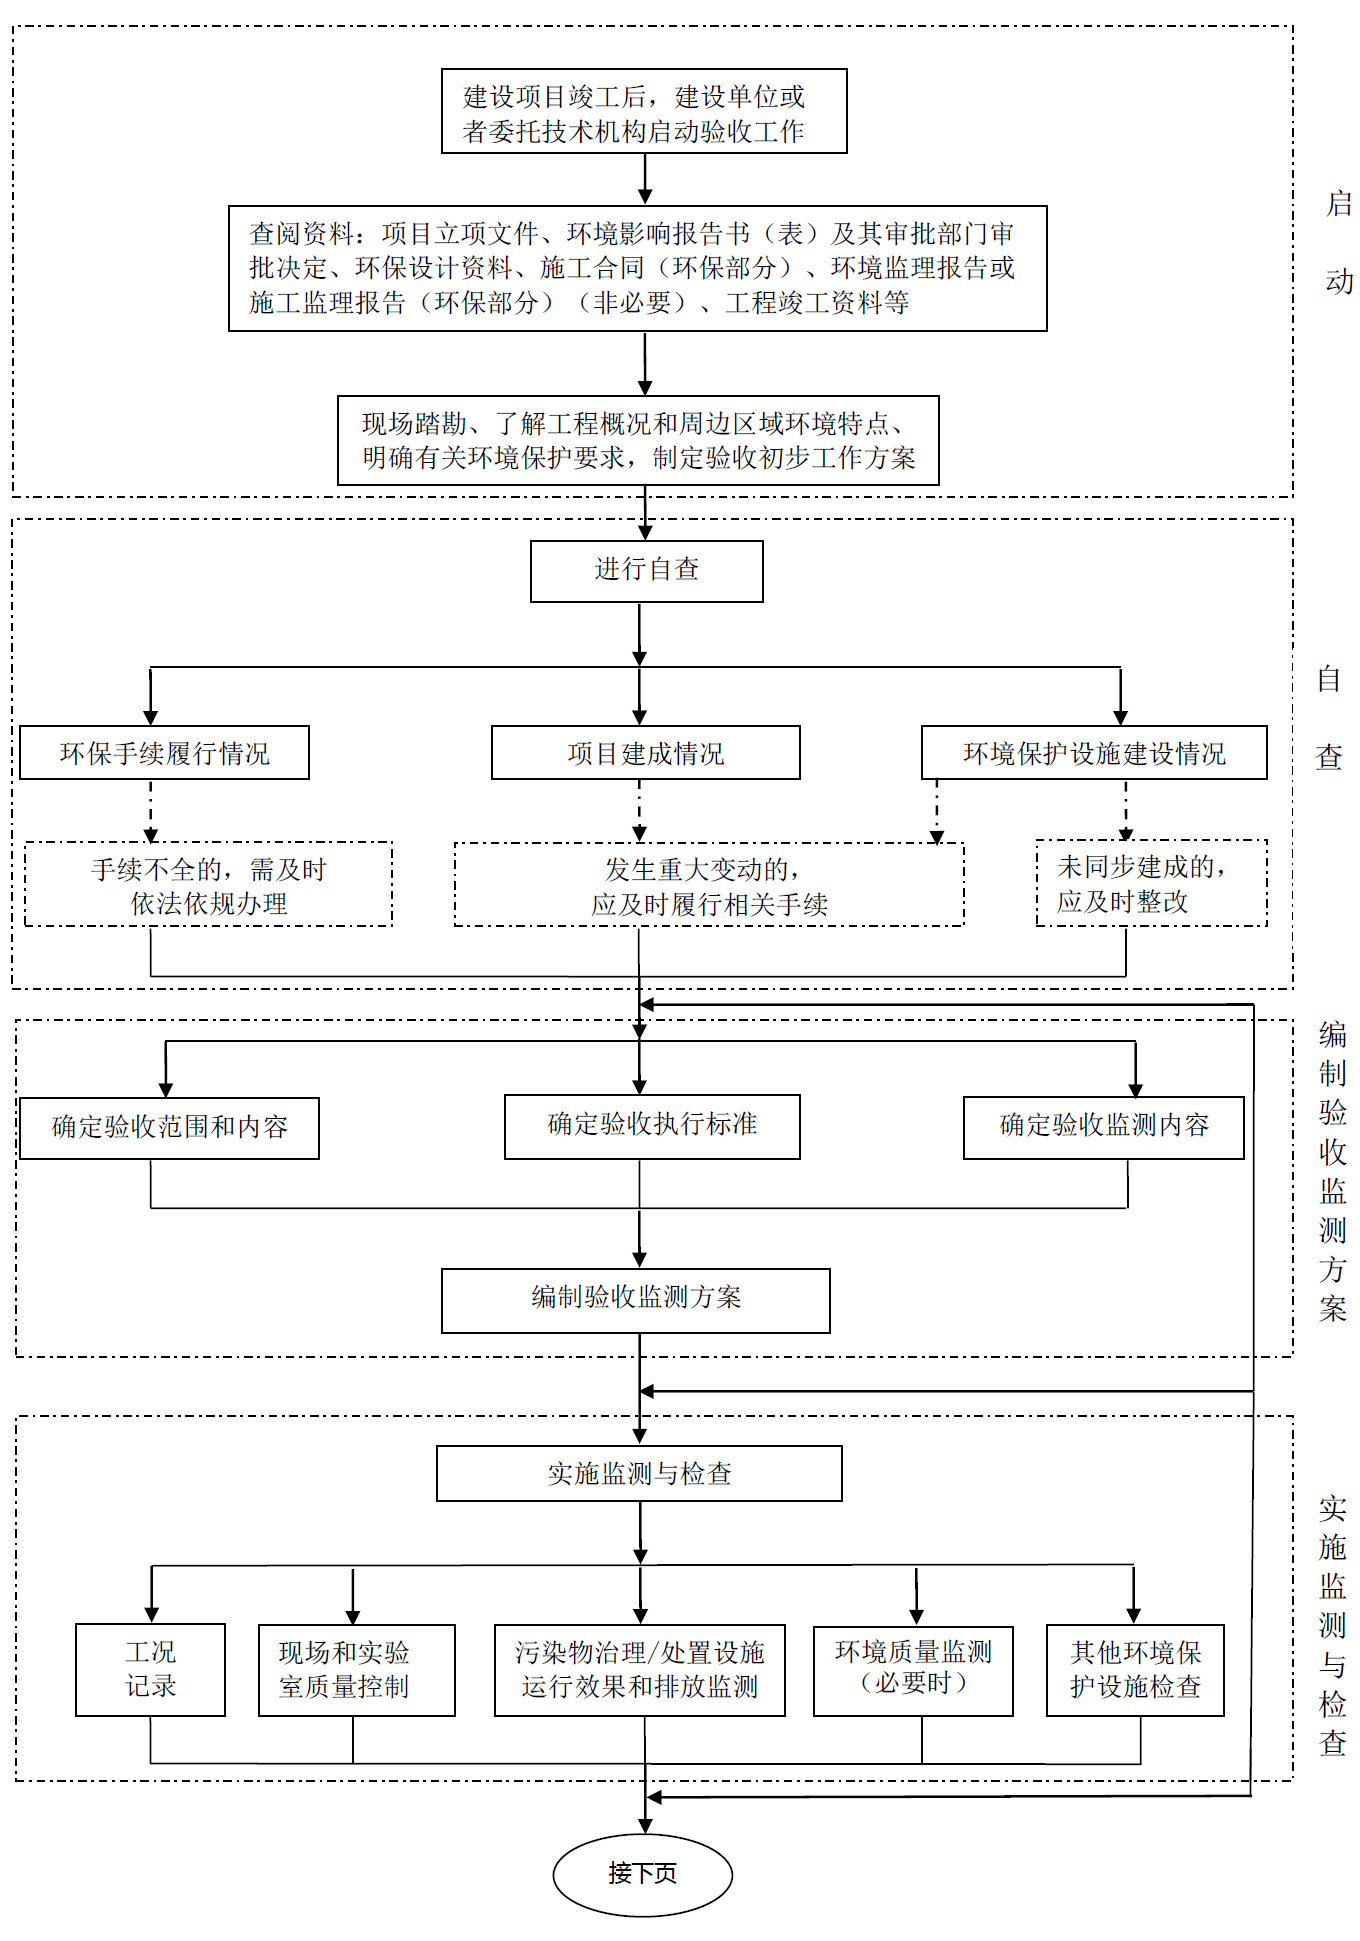 建设项目竣工后，建设单位或
者委托技术机构启动验收工作
查阅资料：项目立项文件、环境影响报告书（表）及其审批部门审
批决定、环保设计资料、施工合同（环保部分）、环境监理报告或
施工监理报告（环保部分）（非必要）、工程竣工资料等
现场踏勘、了解工程概况和周边区域环境特点、
明确有关环境保护要求，制定验收初步工作方案
启
动
进行自查
环保手续履行情况
项目建成情况
环境保护设施建设情况
手续不全的，需及时
依法依规办理
发生重大变动的，
应及时履行相关手续
未同步建成的，
应及时整改
自
查
确定验收范围和内容
确定验收执行标准
确定验收监测内容
编制验收监测方案
编
制
验
收
监
测
方
案
实施监测与检查
工况
记录
现场和实验
室质量控制
污染物治理/处置设施
运行效果和排放监测
环境质量监测
（必要时）
其他环境保
护设施检查
实
施
监
测
与
检
查
接下页